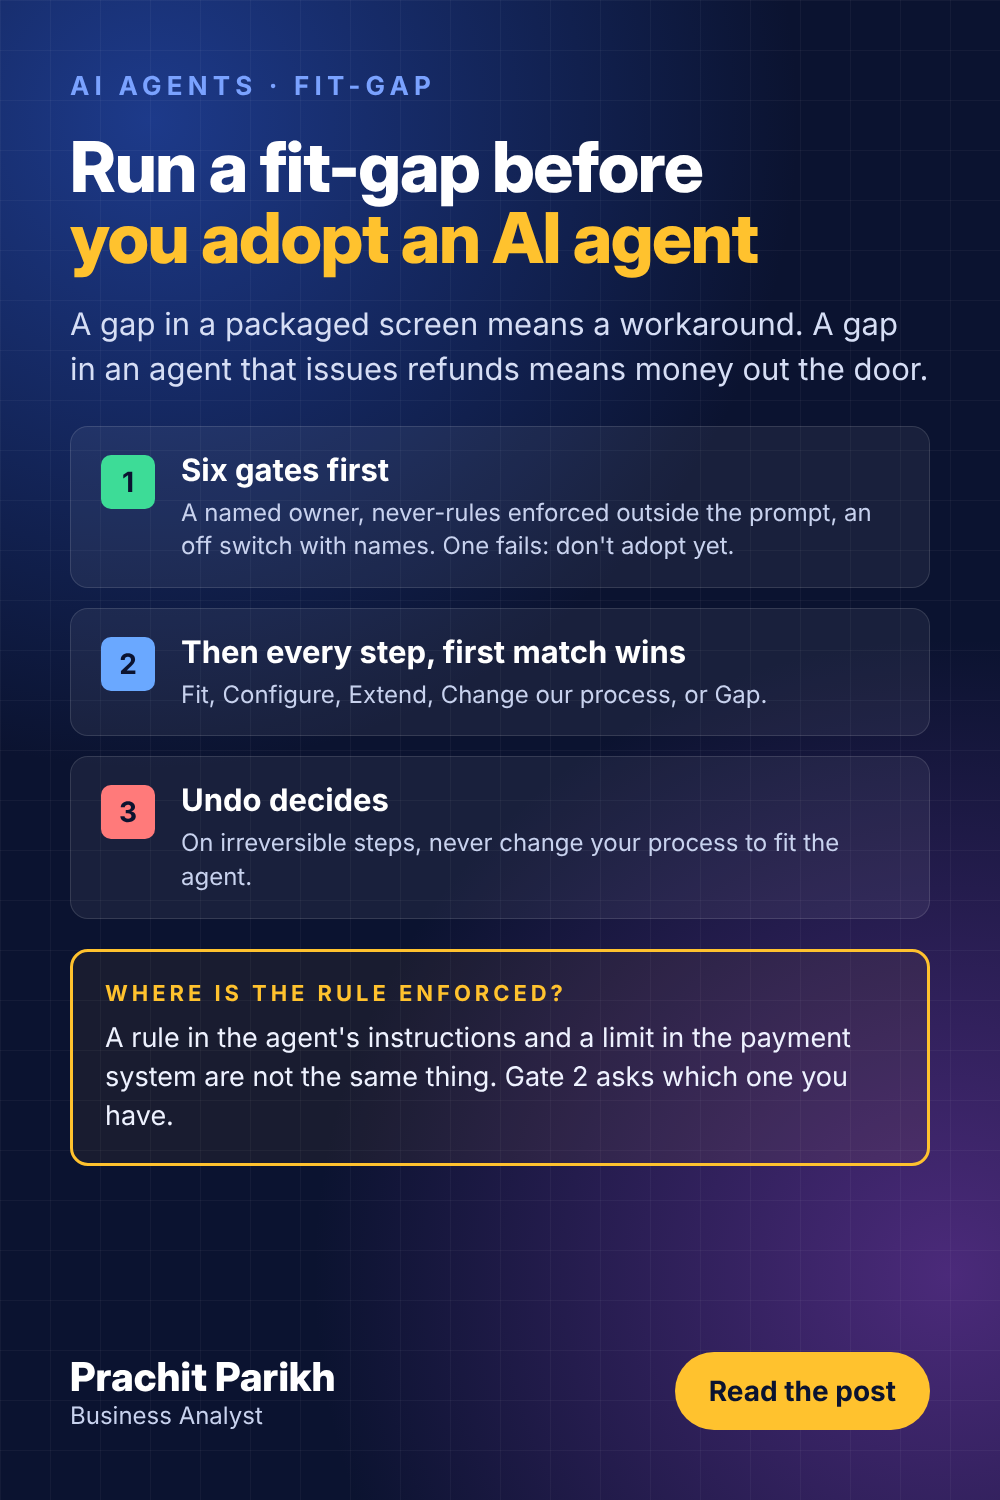 AI AGENTS · FIT-GAP
Run a fit-gap before
you adopt an AI agent
A gap in a packaged screen means a workaround. A gap
in an agent that issues refunds means money out the door.
1
Six gates first
A named owner, never-rules enforced outside the prompt, an
off switch with names. One fails: don't adopt yet.
2
Then every step, first match wins
Fit, Configure, Extend, Change our process, or Gap.
3
Undo decides
On irreversible steps, never change your process to fit the
agent.
WHERE IS THE RULE ENFORCED?
A rule in the agent's instructions and a limit in the payment
system are not the same thing. Gate 2 asks which one you
have.
Prachit Parikh
Business Analyst
Read the post